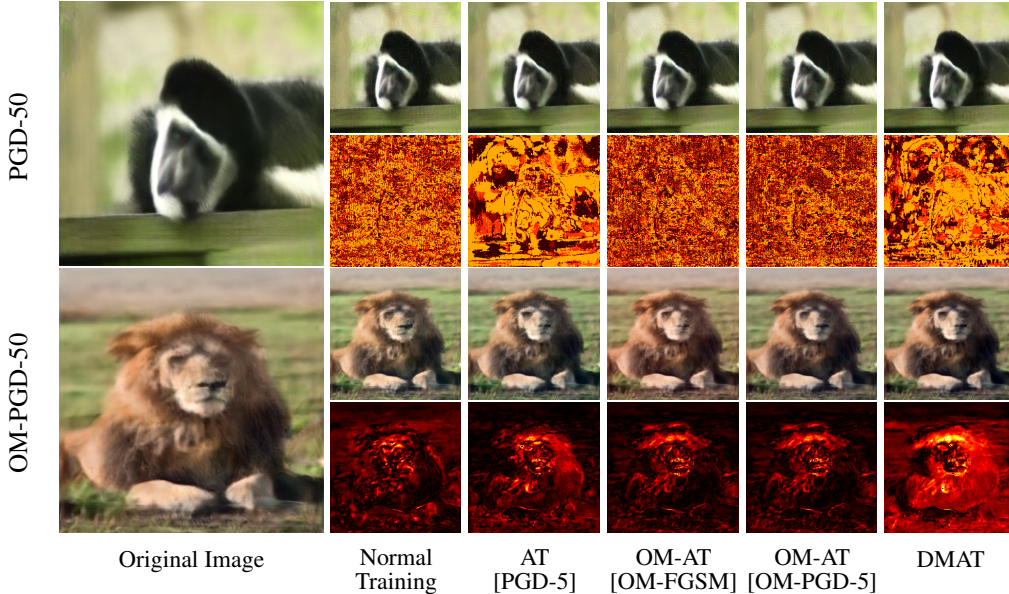 PGD-50
OM-PGD-50
Original Image
Normal
Training
AT
[PGD-5]
OM-AT
[OM-FGSM]
OM-AT
[OM-PGD-5]
DMAT